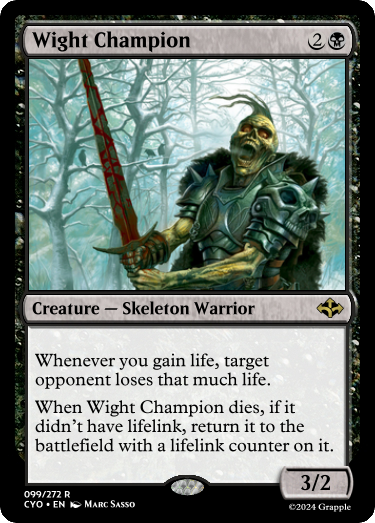 Wight Champion 2
Creature — Skeleton Warrior
Whenever you gain life, target
opponent loses that much life.
When Wight Champion dies, if it
didn't have lifelink, return it to the
battlefield with a lifelink counter on it.
3/2
099/272 R
CYO • EN Marc Sasso
©2024 Grapple